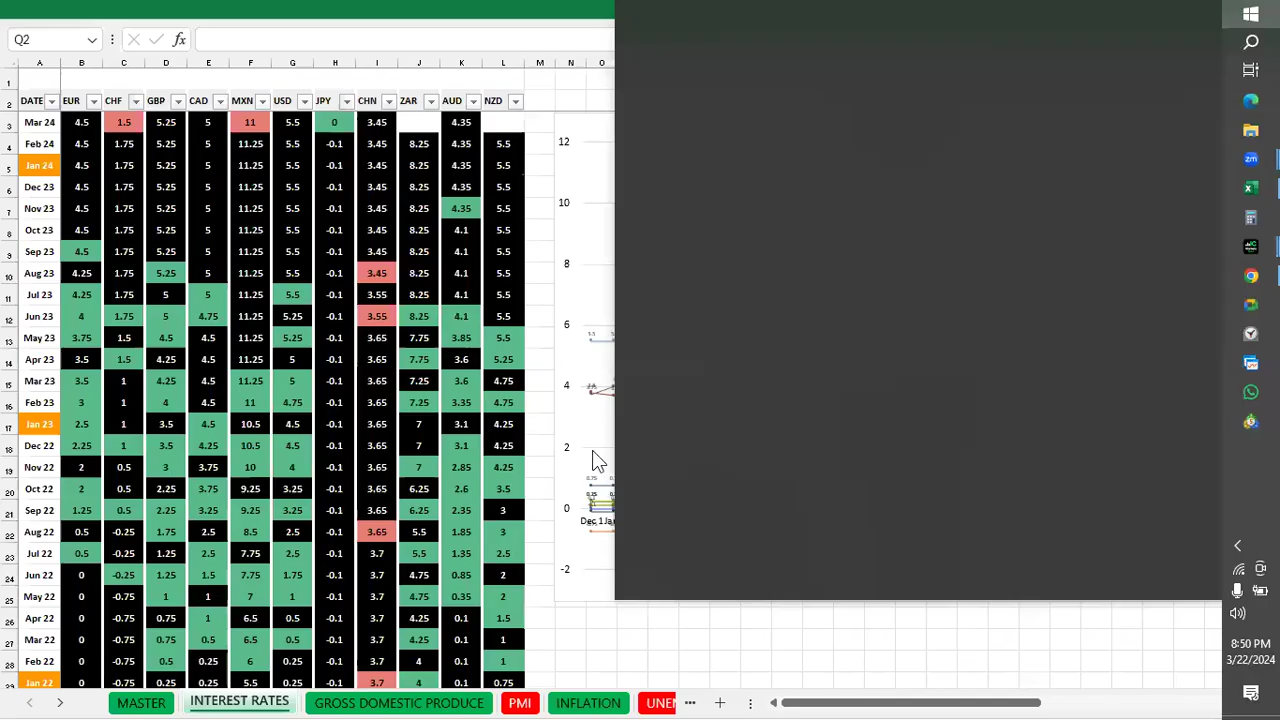 Q2
fx
A B C D E F G H I J K L M N O
1
2 DATE EUR CHF GBP CAD MXN USD JPY CHN ZAR AUD NZD
3 Mar 24 4.5 1.5 5.25 5 11 5.5 0 3.45 4.35
4 Feb 24 4.5 1.75 5.25 5 11.25 5.5 -0.1 3.45 8.25 4.35 5.5
5 Jan 24 4.5 1.75 5.25 5 11.25 5.5 -0.1 3.45 8.25 4.35 5.5
6 Dec 23 4.5 1.75 5.25 5 11.25 5.5 -0.1 3.45 8.25 4.35 5.5
7 Nov 23 4.5 1.75 5.25 5 11.25 5.5 -0.1 3.45 8.25 4.35 5.5
8 Oct 23 4.5 1.75 5.25 5 11.25 5.5 -0.1 3.45 8.25 4.1 5.5
9 Sep 23 4.5 1.75 5.25 5 11.25 5.5 -0.1 3.45 8.25 4.1 5.5
10 Aug 23 4.25 1.75 5.25 5 11.25 5.5 -0.1 3.45 8.25 4.1 5.5
11 Jul 23 4.25 1.75 5 5 11.25 5.5 -0.1 3.55 8.25 4.1 5.5
12 Jun 23 4 1.75 5 4.75 11.25 5.25 -0.1 3.55 8.25 4.1 5.5
13 May 23 3.75 1.5 4.5 4.5 11.25 5.25 -0.1 3.65 7.75 3.85 5.5
14 Apr 23 3.5 1.5 4.25 4.5 11.25 5 -0.1 3.65 7.75 3.6 5.25
15 Mar 23 3.5 1 4.25 4.5 11.25 5 -0.1 3.65 7.25 3.6 4.75
16 Feb 23 3 1 4 4.5 11 4.75 -0.1 3.65 7.25 3.35 4.75
17 Jan 23 2.5 1 3.5 4.5 10.5 4.5 -0.1 3.65 7 3.1 4.25
18 Dec 22 2.25 1 3.5 4.25 10.5 4.5 -0.1 3.65 7 3.1 4.25
19 Nov 22 2 0.5 3 3.75 10 4 -0.1 3.65 7 2.85 4.25
20 Oct 22 2 0.5 2.25 3.75 9.25 3.25 -0.1 3.65 6.25 2.6 3.5
21 Sep 22 1.25 0.5 2.25 3.25 9.25 3.25 -0.1 3.65 6.25 2.35 3
Aug 22 0.5 -0.25 1.75 2.5 8.5 2.5 -0.1 3.65 5.5 1.85 3
23 Jul 22 0.5 -0.25 1.25 2.5 7.75 2.5 -0.1 3.7 5.5 1.35 2.5
24 Jun 22 0 -0.25 1.25 1.5 7.75 1.75 -0.1 3.7 4.75 0.85 2
25 May 22 0 -0.75 1 1 7 1 -0.1 3.7 4.75 0.35 2
26 Apr 22 0 -0.75 0.75 1 6.5 0.5 -0.1 3.7 4.25 0.1 1.5
27 Mar 22 0 -0.75 0.75 0.5 6.5 0.5 -0.1 3.7 4.25 0.1 1
28 Feb 22 0 -0.75 0.5 0.25 6 0.25 -0.1 3.7 4 0.1 1
Jan 22 0 -0.75 0.25 0.25 5.5 0.25 -0.1 3.7 4 0.1 0.75
12
10
8
6
4
2
0
-2
Dec 1
MASTER INTEREST RATES GROSS DOMESTIC PRODUCE PMI INFLATION UNEM
zm
8:50 PM
3/22/2024